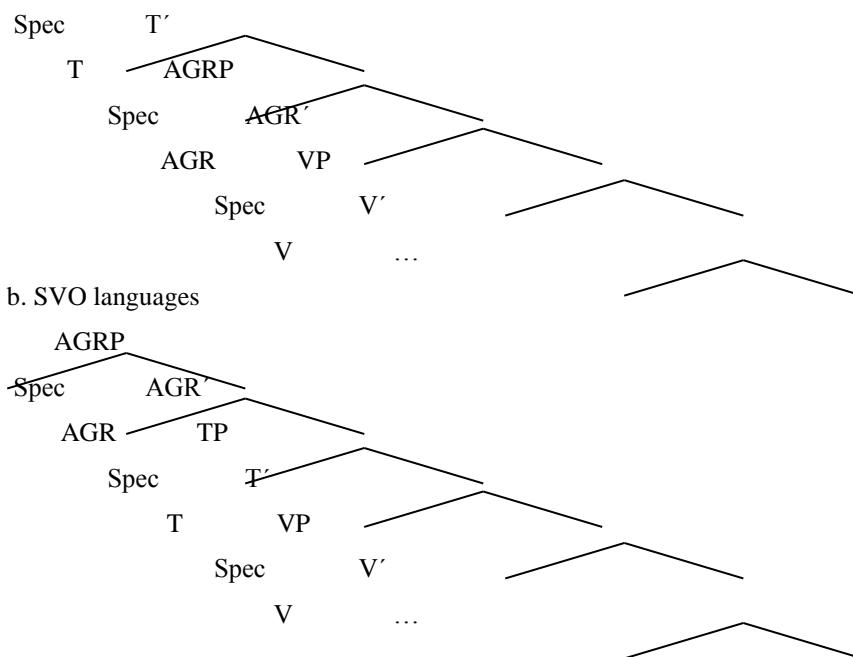 Spec T´
T AGRP
Spec AGR´
AGR VP
Spec V´
V …
b. SVO languages
AGRP
Spec AGR´
AGR TP
Spec T´
T VP
Spec V´
V …